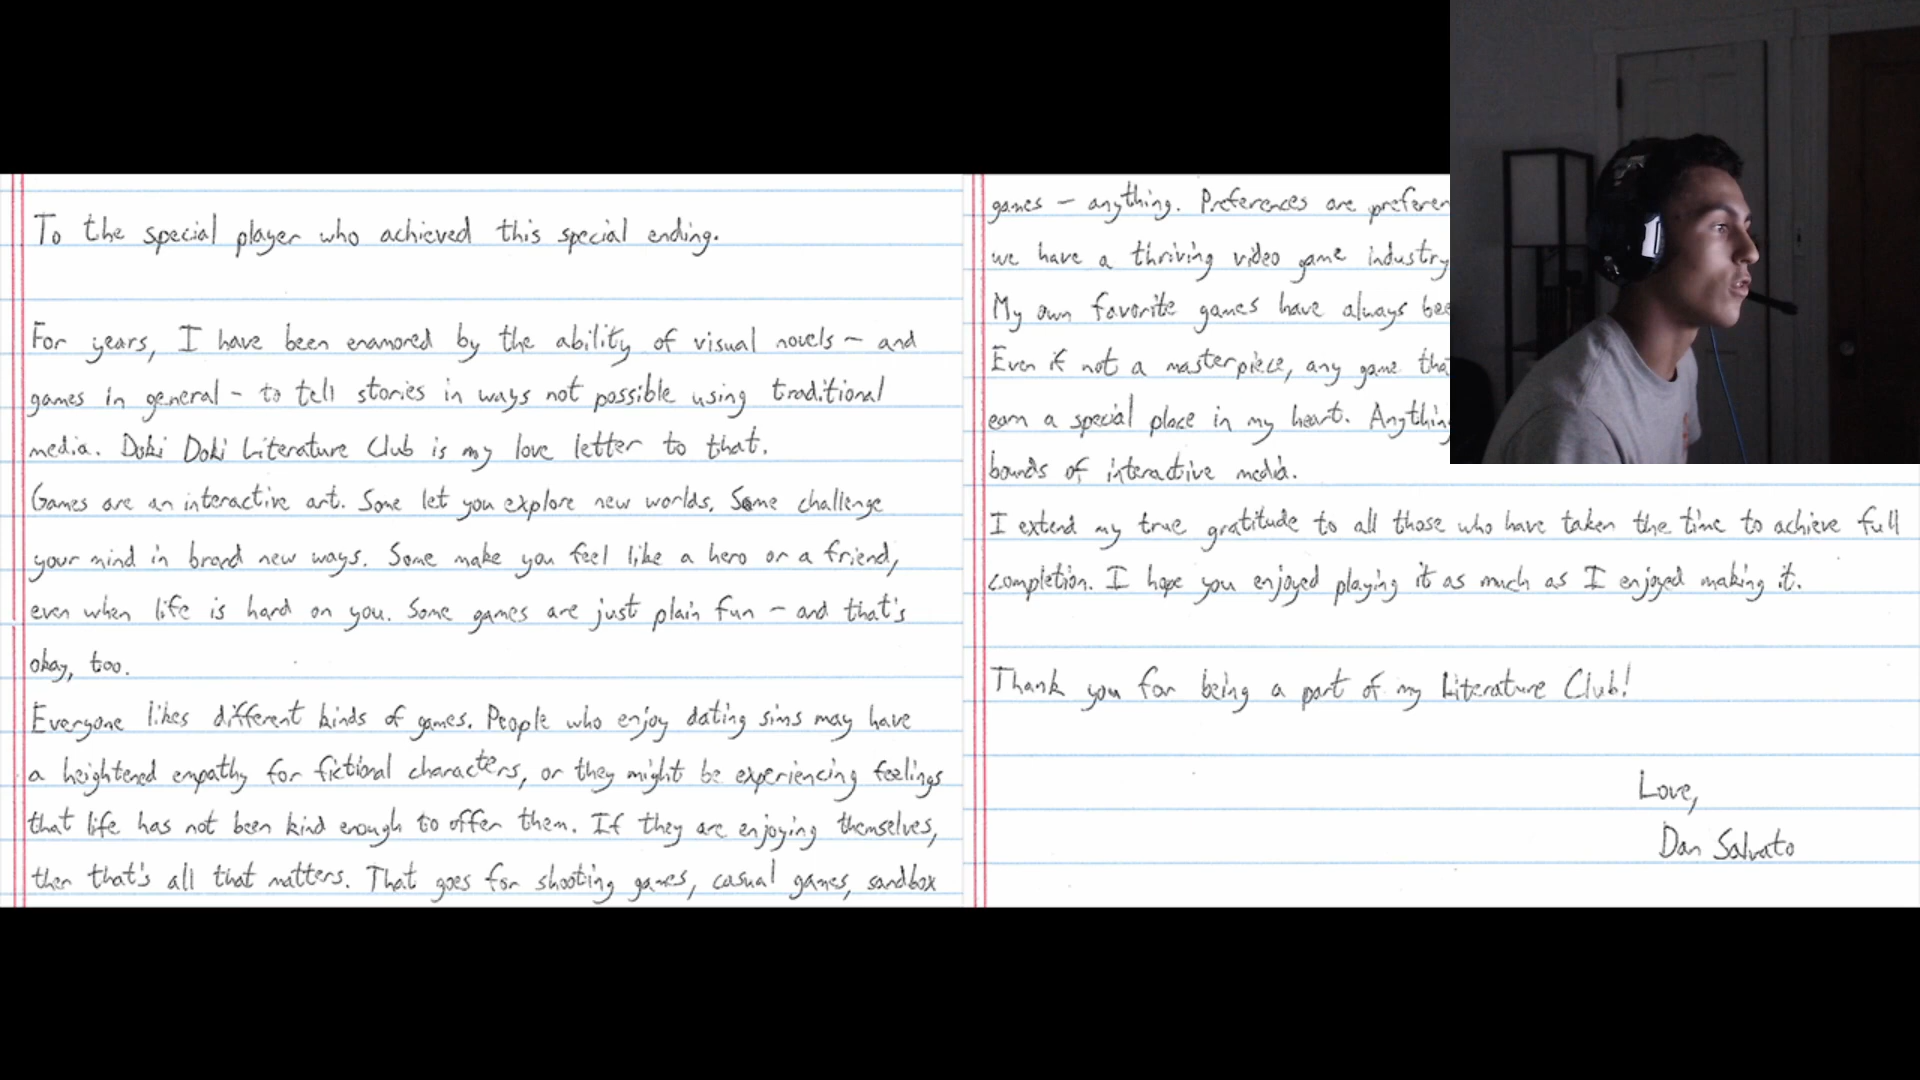 To the special player who achieved this special ending.
For years, I have been enamored by the ability of visual novels - and
games in general - to tell stories in ways not possible using traditional
media. Doki Doki Literature Club is my love letter to that.
Games are an interactive art. Some let you explore new worlds. Some challenge
your mind in brand new ways. Some make you feel like a hero or a friend,
even when life is hard on you. Some games are just plain fun - and that's
okay, too.
Everyone likes different kinds of games. People who enjoy dating sims may have
a heightened empathy for fictional characters, or they might be experiencing feelings
that life has not been kind enough to offer them. If they are enjoying themselves,
then that's all that matters. That goes for shooting games, casual games, sandbox
games - anything. Preferences are
we have a thriving video game industry
My own favorite games have always
Even if not a masterpiece, any game
earn a special place in my heart.
bounds of interactive media.
I extend my true gratitude to all those who have taken the time to achieve full
completion. I hope you enjoyed playing it as much as I enjoyed making it.
Thank you for being a part of my Literature Club!
Love,
Dan Salvato